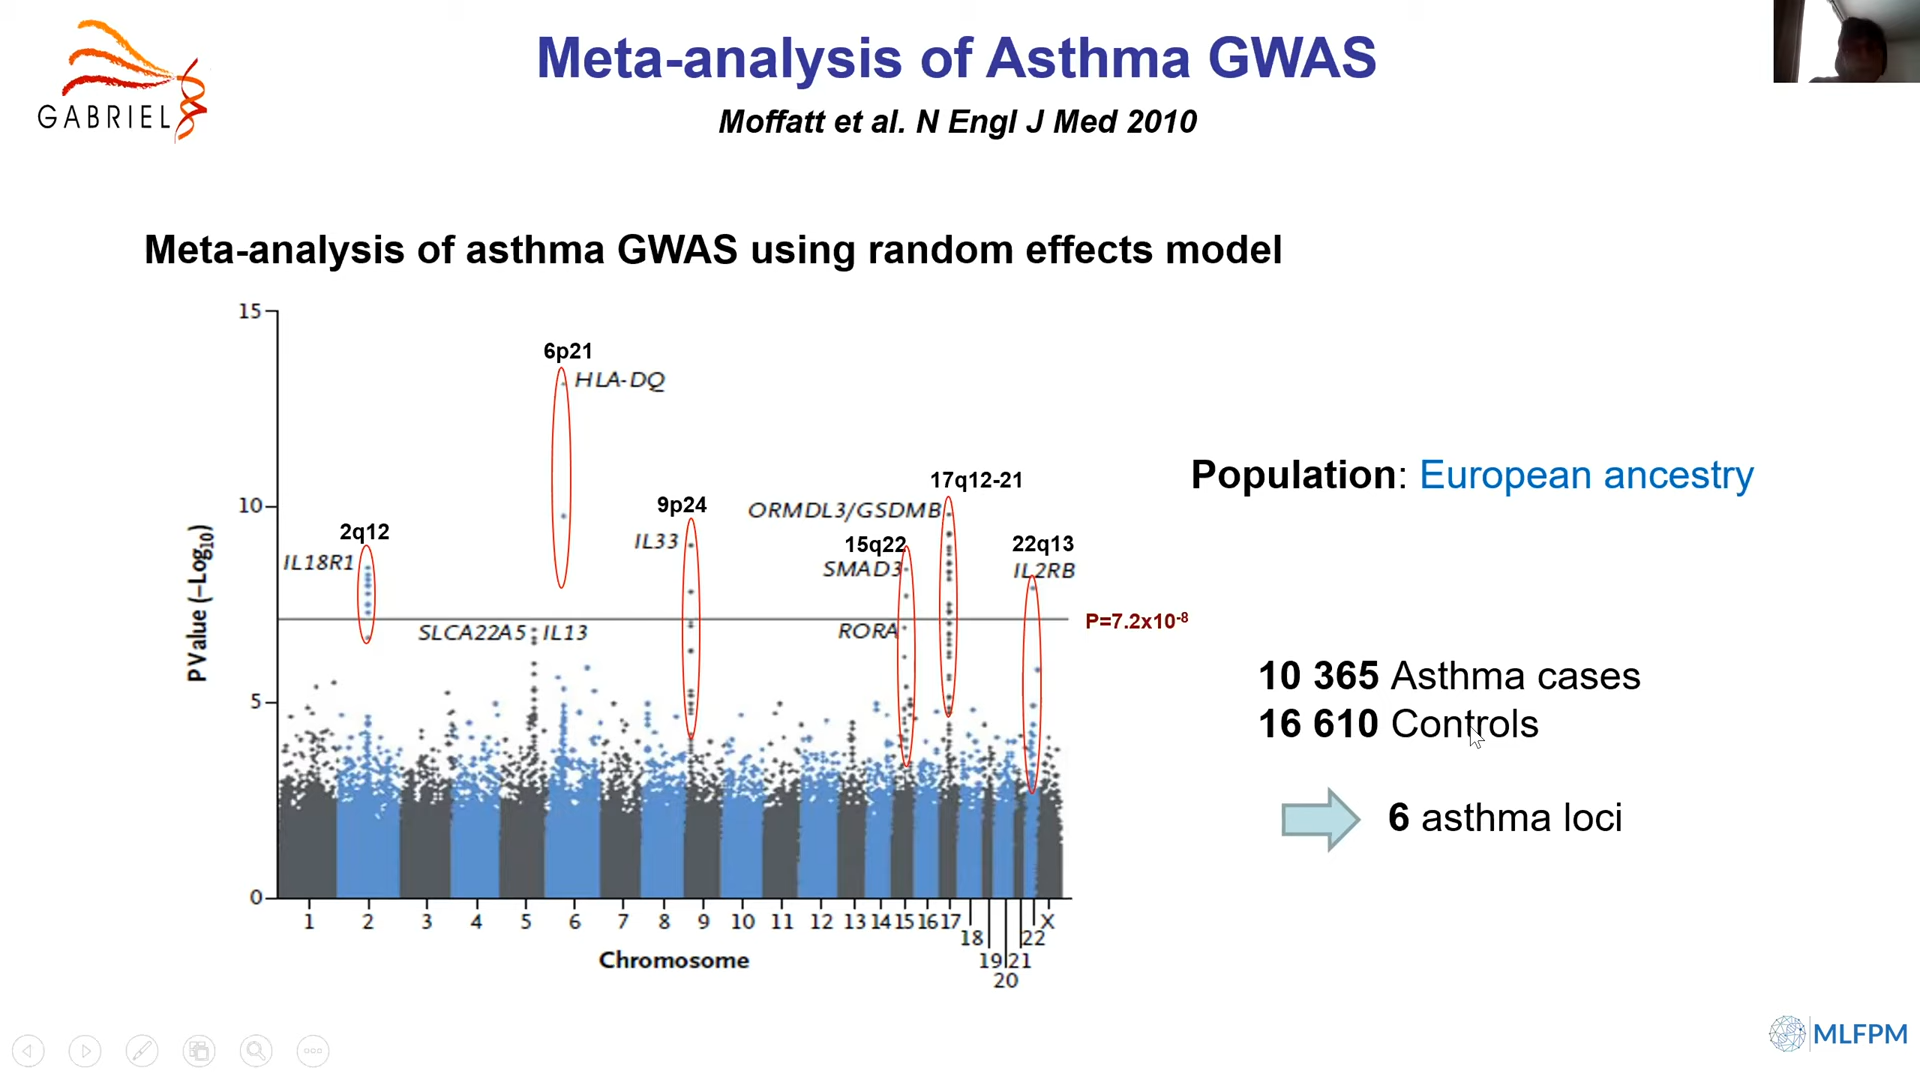 GABRIEL
Meta-analysis of Asthma GWAS
Moffatt et al. N Engl J Med 2010
Meta-analysis of asthma GWAS using random effects model
15
10
5
0
P Value (−Log10)
6p21
HLA-DQ
2q12
IL18R1
SLCA22A5
IL13
9p24
IL33
17q12-21
ORMDL3/GSDMB
15q22
SMAD3
RORA
22q13
IL2RB
P=7.2x10-8
1 2 3 4 5 6 7 8 9 10 11 12 13 14 15 16 17 X
18 22
19 21
20
Chromosome
Population: European ancestry
10 365 Asthma cases
16 610 Controls
6 asthma loci
MLFPM